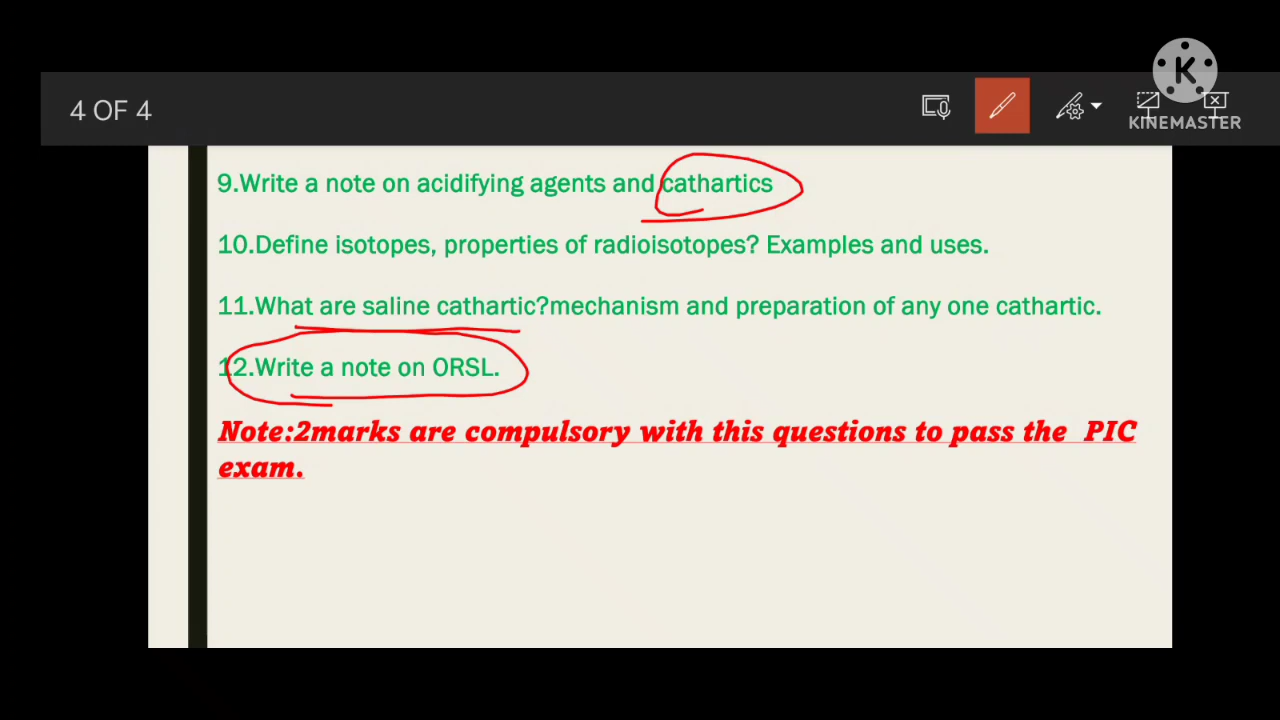 4 OF 4
KINEMASTER
9.Write a note on acidifying agents and cathartics
10.Define isotopes, properties of radioisotopes? Examples and uses.
11.What are saline cathartic?mechanism and preparation of any one cathartic.
12.Write a note on ORSL.
Note:2marks are compulsory with this questions to pass the PIC
exam.